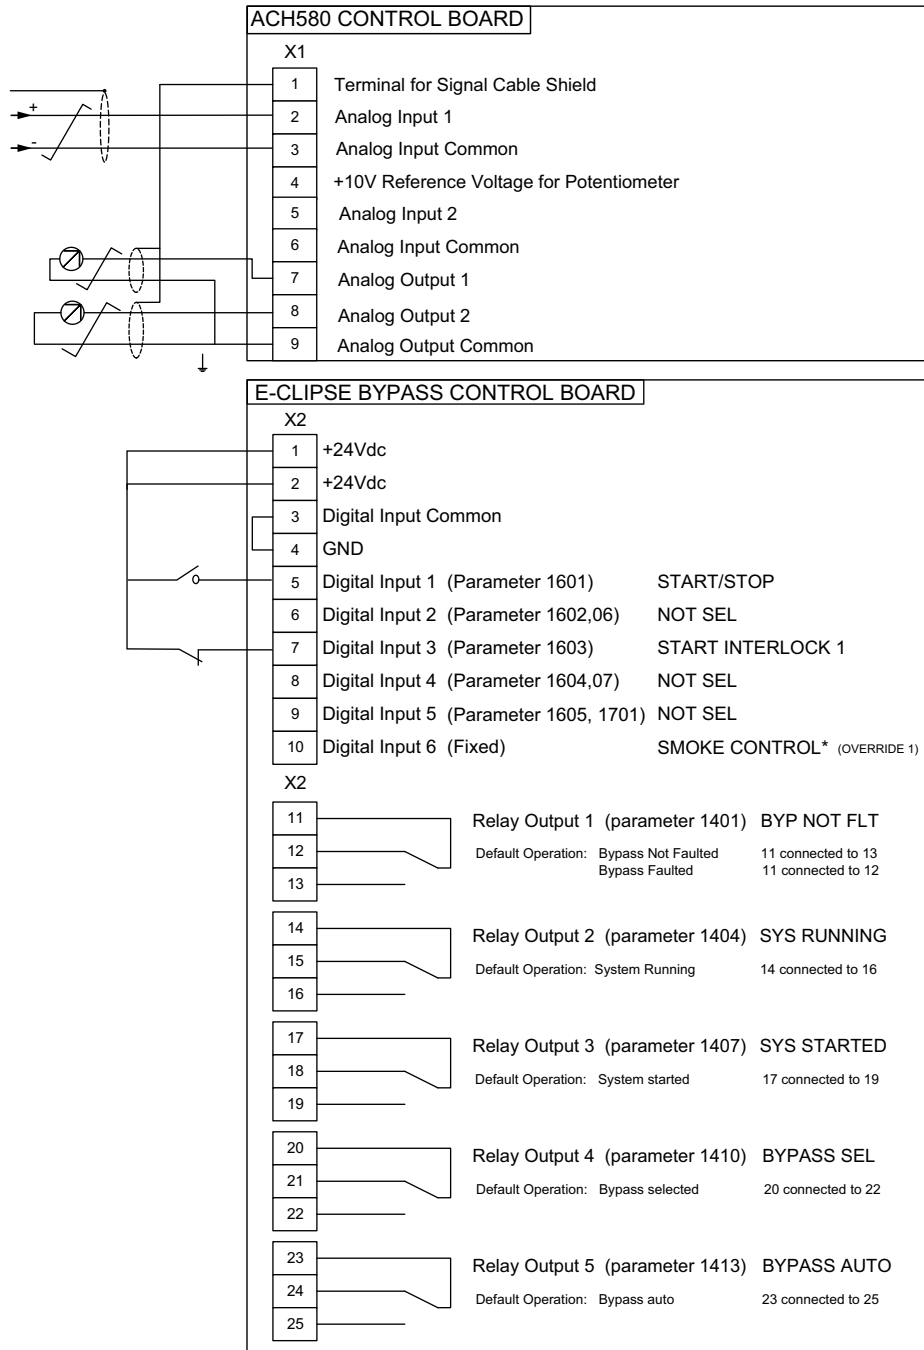 ACH580 CONTROL BOARD
X1
1 Terminal for Signal Cable Shield
+ 2 Analog Input 1
- 3 Analog Input Common
4 +10V Reference Voltage for Potentiometer
5 Analog Input 2
6 Analog Input Common
7 Analog Output 1
8 Analog Output 2
9 Analog Output Common
E-CLIPSE BYPASS CONTROL BOARD
X2
1 +24Vdc
2 +24Vdc
3 Digital Input Common
4 GND
5 Digital Input 1 (Parameter 1601) START/STOP
6 Digital Input 2 (Parameter 1602,06) NOT SEL
7 Digital Input 3 (Parameter 1603) START INTERLOCK 1
8 Digital Input 4 (Parameter 1604,07) NOT SEL
9 Digital Input 5 (Parameter 1605, 1701) NOT SEL
10 Digital Input 6 (Fixed) SMOKE CONTROL* (OVERRIDE 1)
X2
11 Relay Output 1 (parameter 1401) BYP NOT FLT
12 Default Operation: Bypass Not Faulted 11 connected to 13
Bypass Faulted 11 connected to 12
13
14 Relay Output 2 (parameter 1404) SYS RUNNING
15 Default Operation: System Running 14 connected to 16
16
17 Relay Output 3 (parameter 1407) SYS STARTED
18 Default Operation: System started 17 connected to 19
19
20 Relay Output 4 (parameter 1410) BYPASS SEL
21 Default Operation: Bypass selected 20 connected to 22
22
23 Relay Output 5 (parameter 1413) BYPASS AUTO
24 Default Operation: Bypass auto 23 connected to 25
25